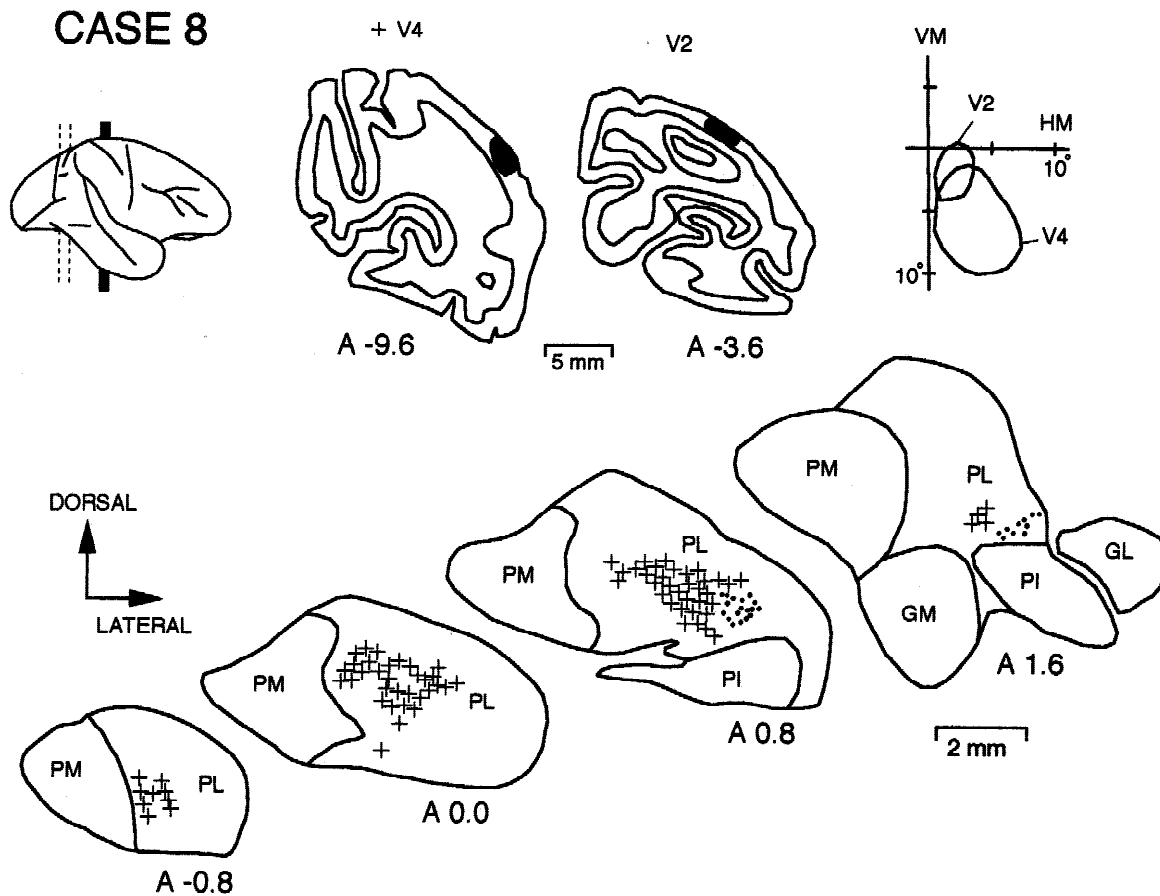 CASE 8
+ V4
V2
VM
V2
HM
10°
V4
10°
A -9.6
5 mm
A -3.6
DORSAL
LATERAL
PM
PL
GL
PI
GM
A 1.6
PL
PM
PI
A 0.8
2 mm
PM
PL
A 0.0
PM
PL
A -0.8